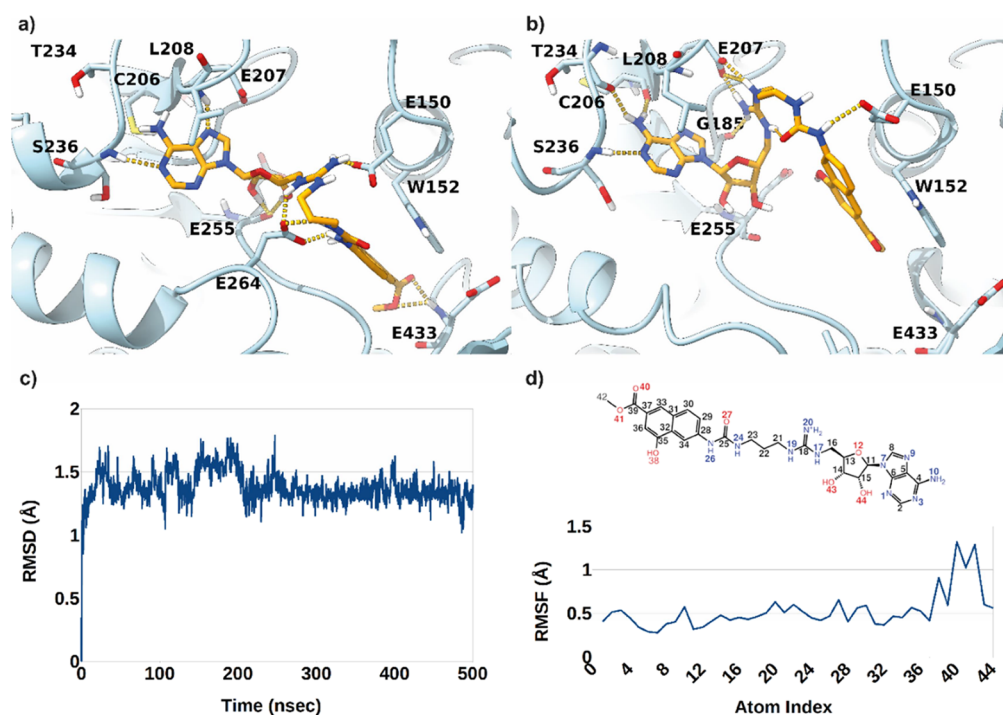 a)
T234
L208
C206
E207
E150
S236
W152
E255
E264
E433
b)
T234
L208
E207
C206
G185
E150
S236
W152
E255
E433
c)
RMSD (Å)
2
1.5
1
0.5
0
0 100 200 300 400 500
Time (nsec)
d)
42 O 40
39 37 33 30
O 41 31 29 O 27 20 NH2
36 32 28 24 23 21 19 16 O 12 8 9 10
35 34 N H 25 N H 22 N H 18 N H 17 13 11 N 7 N 5 4 NH2
OH 38 26 14 15 6 N 3
HO 43 OH 44 1 N 2
RMSF (Å)
1.5
1
0.5
0
0 4 8 12 16 20 24 28 32 36 40 44
Atom Index